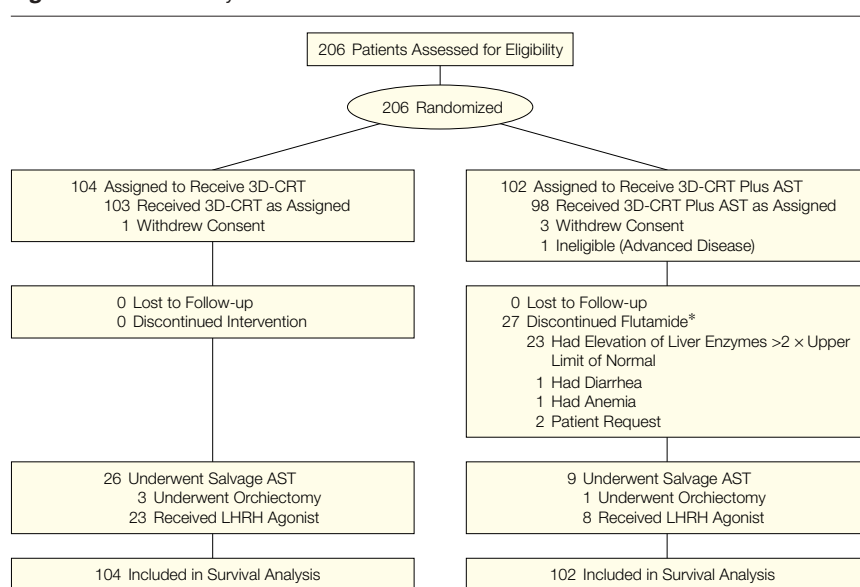 206 Patients Assessed for Eligibility
206 Randomized
104 Assigned to Receive 3D-CRT
103 Received 3D-CRT as Assigned
1 Withdrew Consent
102 Assigned to Receive 3D-CRT Plus AST
98 Received 3D-CRT Plus AST as Assigned
3 Withdrew Consent
1 Ineligible (Advanced Disease)
0 Lost to Follow-up
0 Discontinued Intervention
0 Lost to Follow-up
27 Discontinued Flutamide*
23 Had Elevation of Liver Enzymes >2 × Upper
Limit of Normal
1 Had Diarrhea
1 Had Anemia
2 Patient Request
26 Underwent Salvage AST
3 Underwent Orchiectomy
23 Received LHRH Agonist
9 Underwent Salvage AST
1 Underwent Orchiectomy
8 Received LHRH Agonist
104 Included in Survival Analysis
102 Included in Survival Analysis